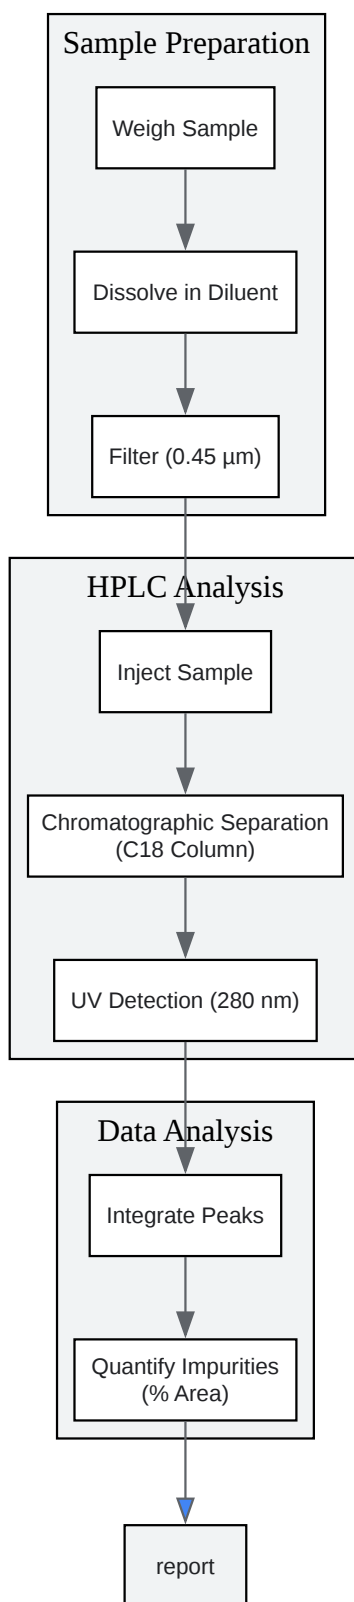 Sample Preparation
Weigh Sample
Dissolve in Diluent
Filter (0.45 µm)
HPLC Analysis
Inject Sample
Chromatographic Separation
(C18 Column)
UV Detection (280 nm)
Data Analysis
Integrate Peaks
Quantify Impurities
(% Area)
report